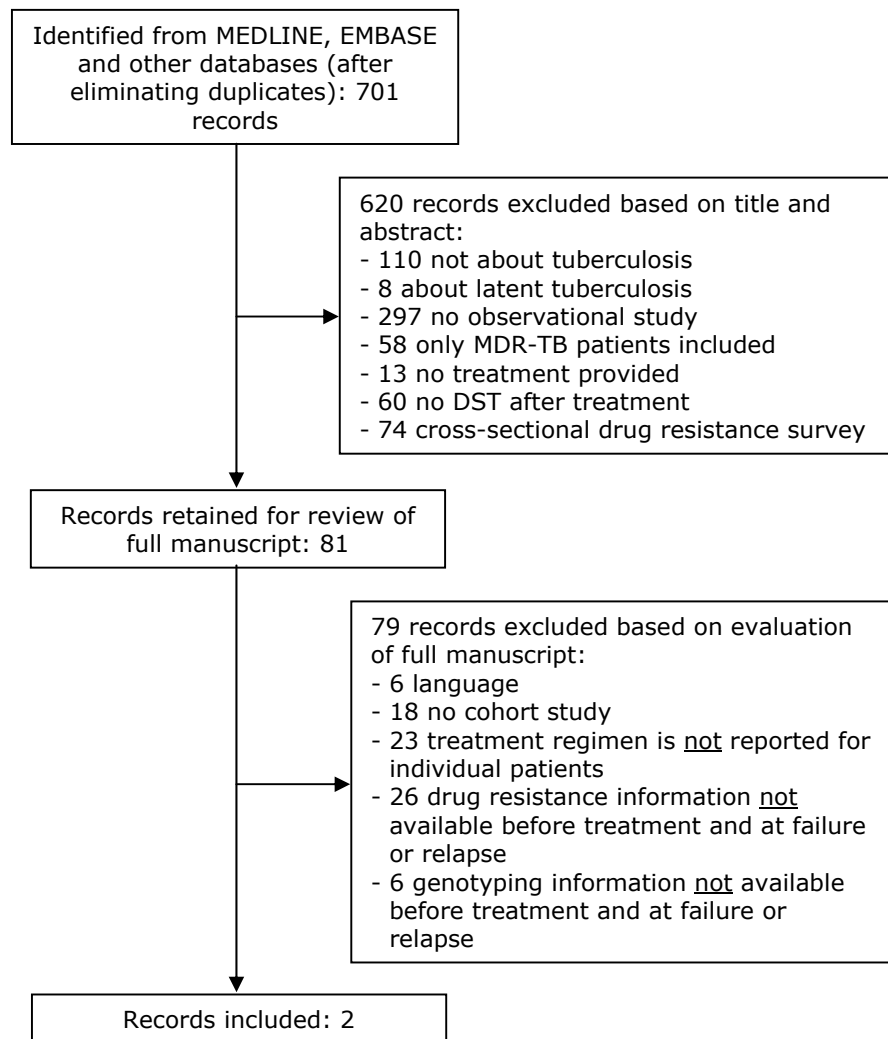 Identified from MEDLINE, EMBASE
and other databases (after
eliminating duplicates): 701
records
620 records excluded based on title and
abstract:
- 110 not about tuberculosis
- 8 about latent tuberculosis
- 297 no observational study
- 58 only MDR-TB patients included
- 13 no treatment provided
- 60 no DST after treatment
- 74 cross-sectional drug resistance survey
Records retained for review of
full manuscript: 81
79 records excluded based on evaluation
of full manuscript:
- 6 language
- 18 no cohort study
- 23 treatment regimen is not reported for
individual patients
- 26 drug resistance information not
available before treatment and at failure
or relapse
- 6 genotyping information not available
before treatment and at failure or
relapse
Records included: 2